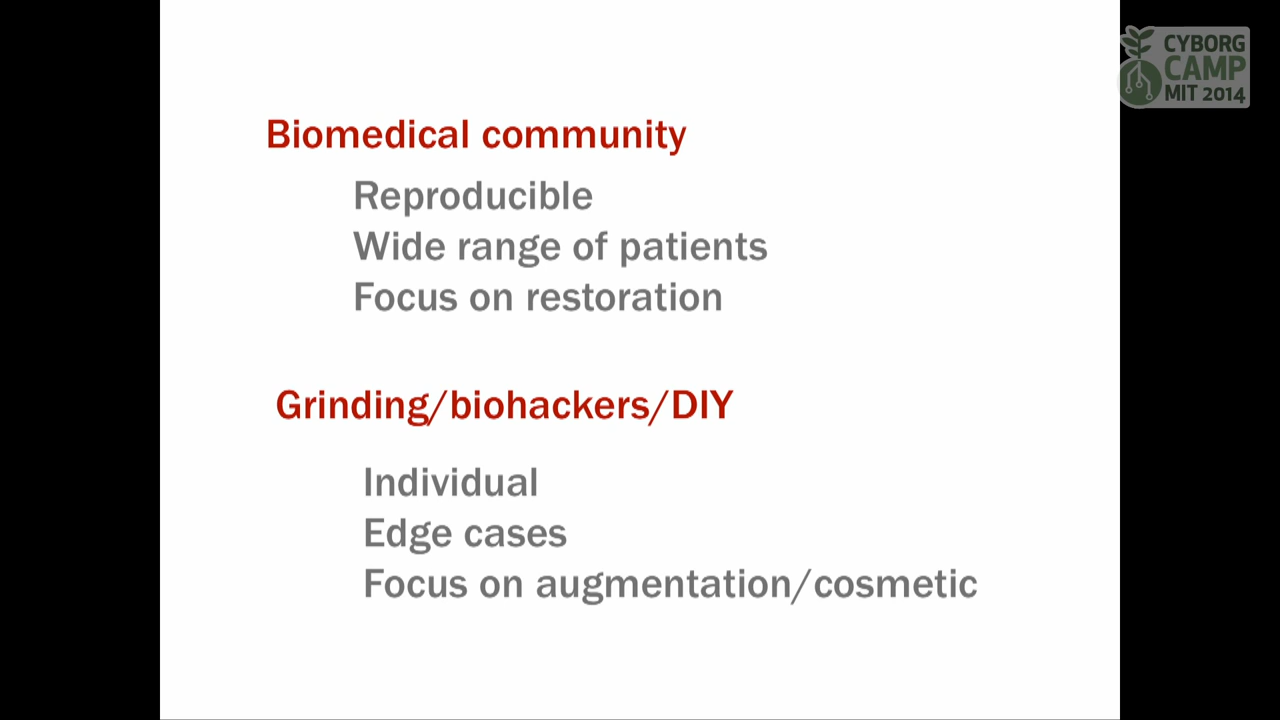 CYBORG
CAMP
MIT 2014
Biomedical community
Reproducible
Wide range of patients
Focus on restoration
Grinding/biohackers/DIY
Individual
Edge cases
Focus on augmentation/cosmetic